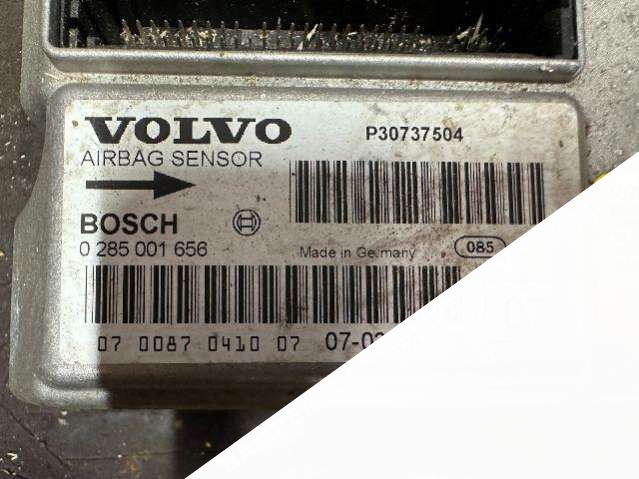 VOLVO P30737504
AIRBAG SENSOR
BOSCH
0 285 001 656 Made in Germany 085
07 0087 0410 07